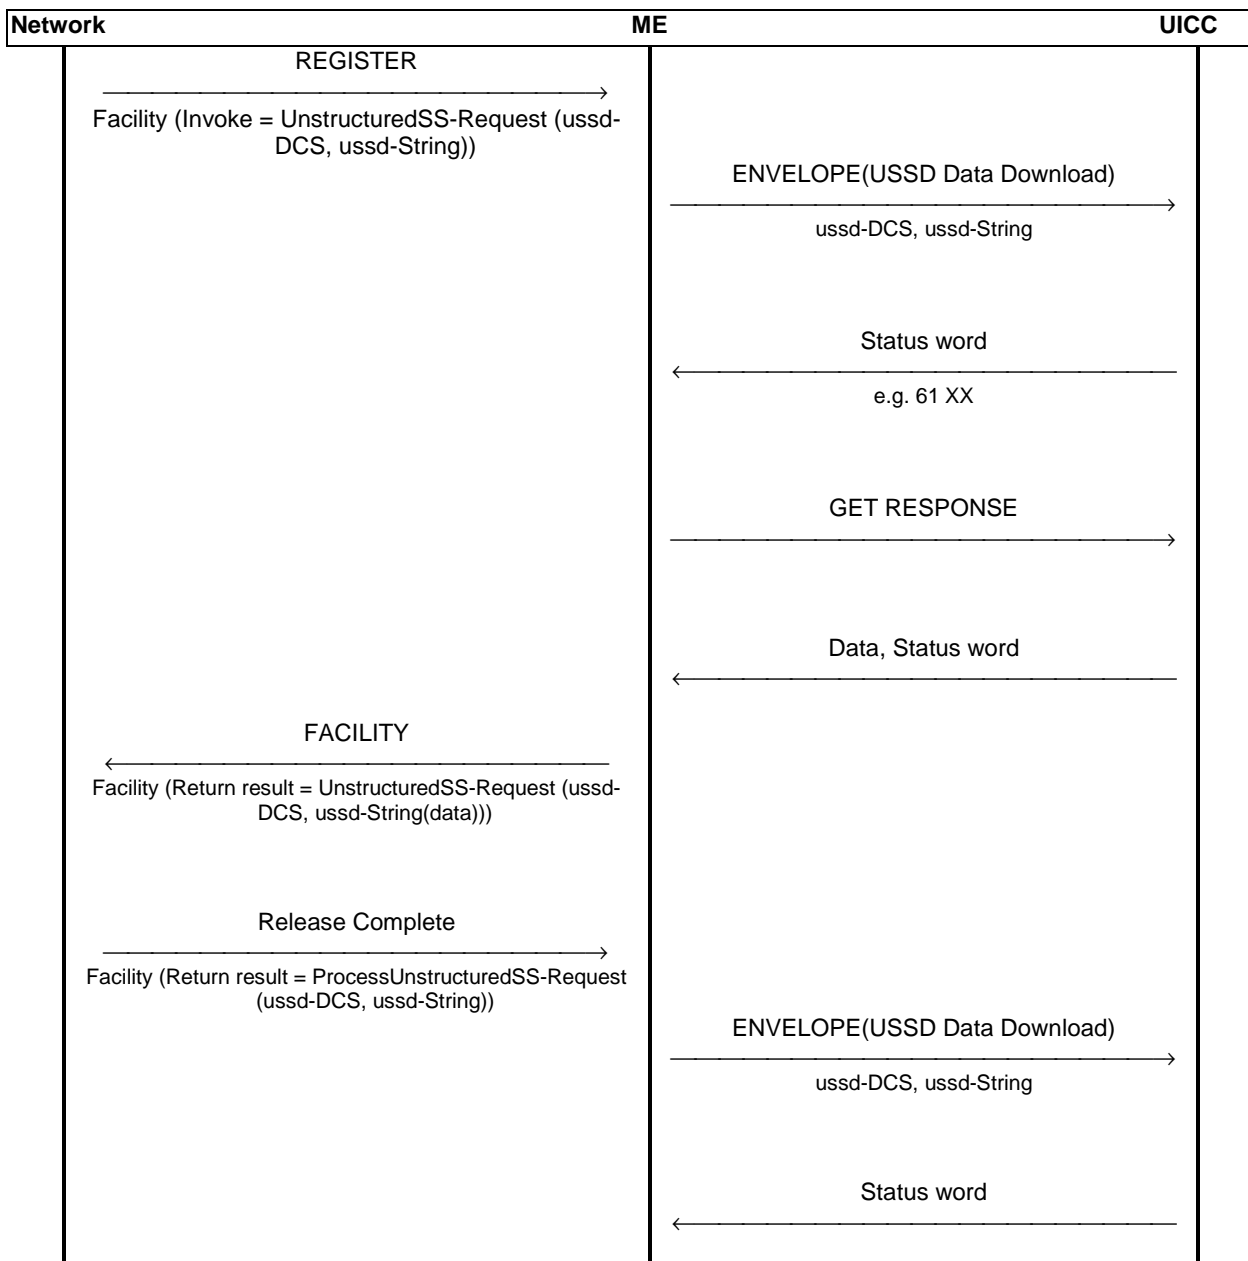 Network ME UICC
REGISTER
Facility (Invoke = UnstructuredSS-Request (ussd-
DCS, ussd-String))
ENVELOPE(USSD Data Download)
ussd-DCS, ussd-String
Status word
e.g. 61 XX
GET RESPONSE
Data, Status word
FACILITY
Facility (Return result = UnstructuredSS-Request (ussd-
DCS, ussd-String(data)))
Release Complete
Facility (Return result = ProcessUnstructuredSS-Request
(ussd-DCS, ussd-String))
ENVELOPE(USSD Data Download)
ussd-DCS, ussd-String
Status word